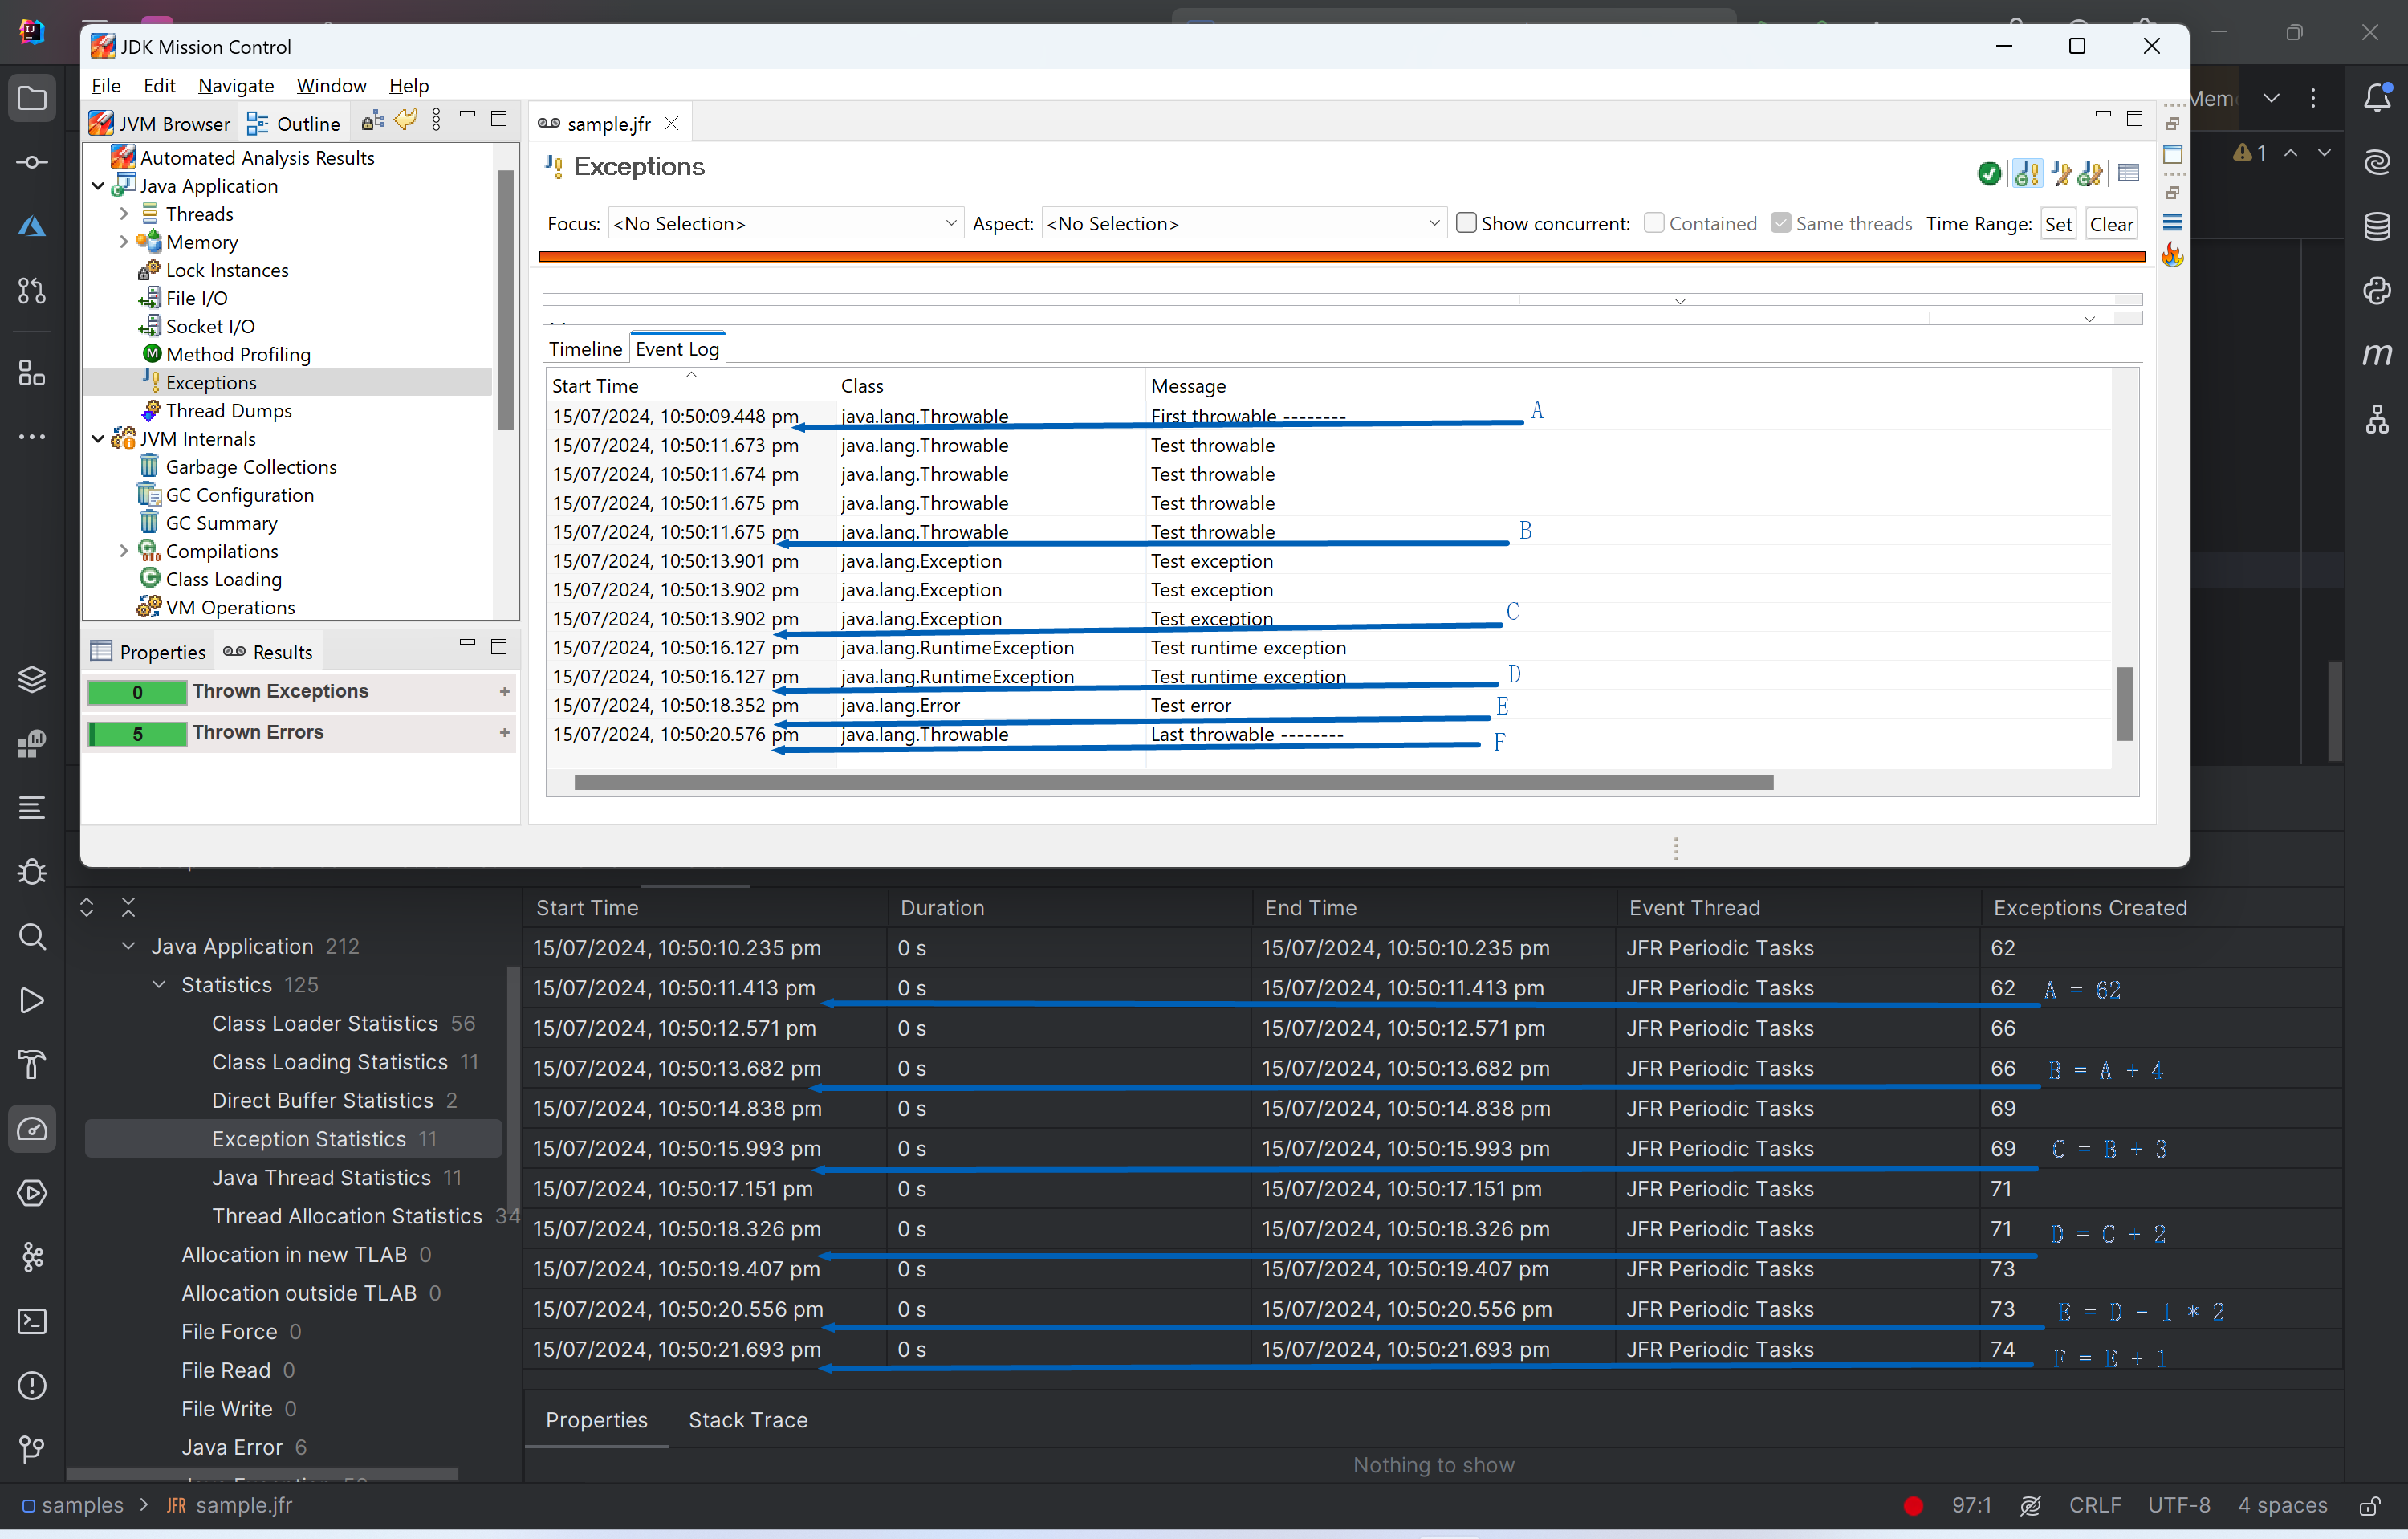 JDK Mission Control
File Edit Navigate Window Help
JVM Browser Outline
sample.jfr
Automated Analysis Results
Java Application
Threads
Memory
Lock Instances
File I/O
Socket I/O
Method Profiling
Exceptions
Thread Dumps
JVM Internals
Garbage Collections
GC Configuration
GC Summary
Compilations
Class Loading
VM Operations
Properties Results
0 Thrown Exceptions +
5 Thrown Errors +
Exceptions
Focus: <No Selection> Aspect: <No Selection> Show concurrent: Contained Same threads Time Range: Set Clear
Timeline Event Log
Start Time Class Message
15/07/2024, 10:50:09.448 pm java.lang.Throwable First throwable -------- A
15/07/2024, 10:50:11.673 pm java.lang.Throwable Test throwable
15/07/2024, 10:50:11.674 pm java.lang.Throwable Test throwable
15/07/2024, 10:50:11.675 pm java.lang.Throwable Test throwable
15/07/2024, 10:50:11.675 pm java.lang.Throwable Test throwable B
15/07/2024, 10:50:13.901 pm java.lang.Exception Test exception
15/07/2024, 10:50:13.902 pm java.lang.Exception Test exception
15/07/2024, 10:50:13.902 pm java.lang.Exception Test exception C
15/07/2024, 10:50:16.127 pm java.lang.RuntimeException Test runtime exception
15/07/2024, 10:50:16.127 pm java.lang.RuntimeException Test runtime exception D
15/07/2024, 10:50:18.352 pm java.lang.Error Test error E
15/07/2024, 10:50:20.576 pm java.lang.Throwable Last throwable -------- F
1
Java Application 212
Statistics 125
Class Loader Statistics 56
Class Loading Statistics 11
Direct Buffer Statistics 2
Exception Statistics 11
Java Thread Statistics 11
Thread Allocation Statistics 34
Allocation in new TLAB 0
Allocation outside TLAB 0
File Force 0
File Read 0
File Write 0
Java Error 6
Start Time Duration End Time Event Thread Exceptions Created
15/07/2024, 10:50:10.235 pm 0 s 15/07/2024, 10:50:10.235 pm JFR Periodic Tasks 62
15/07/2024, 10:50:11.413 pm 0 s 15/07/2024, 10:50:11.413 pm JFR Periodic Tasks 62 A = 62
15/07/2024, 10:50:12.571 pm 0 s 15/07/2024, 10:50:12.571 pm JFR Periodic Tasks 66
15/07/2024, 10:50:13.682 pm 0 s 15/07/2024, 10:50:13.682 pm JFR Periodic Tasks 66 B = A + 4
15/07/2024, 10:50:14.838 pm 0 s 15/07/2024, 10:50:14.838 pm JFR Periodic Tasks 69
15/07/2024, 10:50:15.993 pm 0 s 15/07/2024, 10:50:15.993 pm JFR Periodic Tasks 69 C = B + 3
15/07/2024, 10:50:17.151 pm 0 s 15/07/2024, 10:50:17.151 pm JFR Periodic Tasks 71
15/07/2024, 10:50:18.326 pm 0 s 15/07/2024, 10:50:18.326 pm JFR Periodic Tasks 71 D = C + 2
15/07/2024, 10:50:19.407 pm 0 s 15/07/2024, 10:50:19.407 pm JFR Periodic Tasks 73
15/07/2024, 10:50:20.556 pm 0 s 15/07/2024, 10:50:20.556 pm JFR Periodic Tasks 73 E = D + 1 * 2
15/07/2024, 10:50:21.693 pm 0 s 15/07/2024, 10:50:21.693 pm JFR Periodic Tasks 74 F = E + 1
Properties Stack Trace
Nothing to show
samples > JFR sample.jfr 97:1 CRLF UTF-8 4 spaces